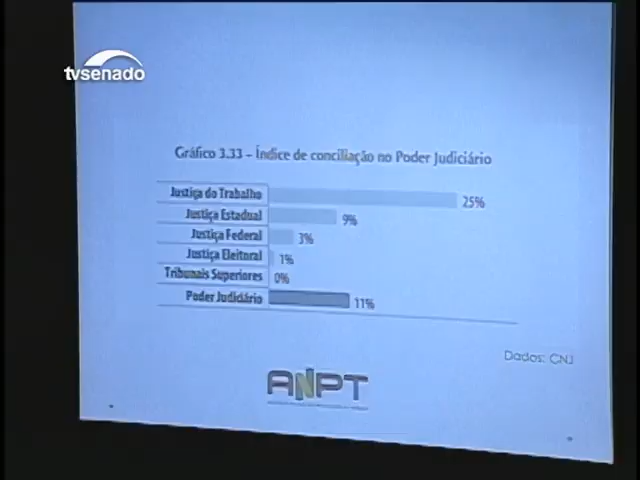 tvsenado
Gráfico 3.33 – Índice de conciliação no Poder Judiciário
Justiça do Trabalho 25%
Justiça Estadual 9%
Justiça Federal 3%
Justiça Eleitoral 1%
Tribunais Superiores 0%
Poder Judiciário 11%
Dados: CNJ
ANPT